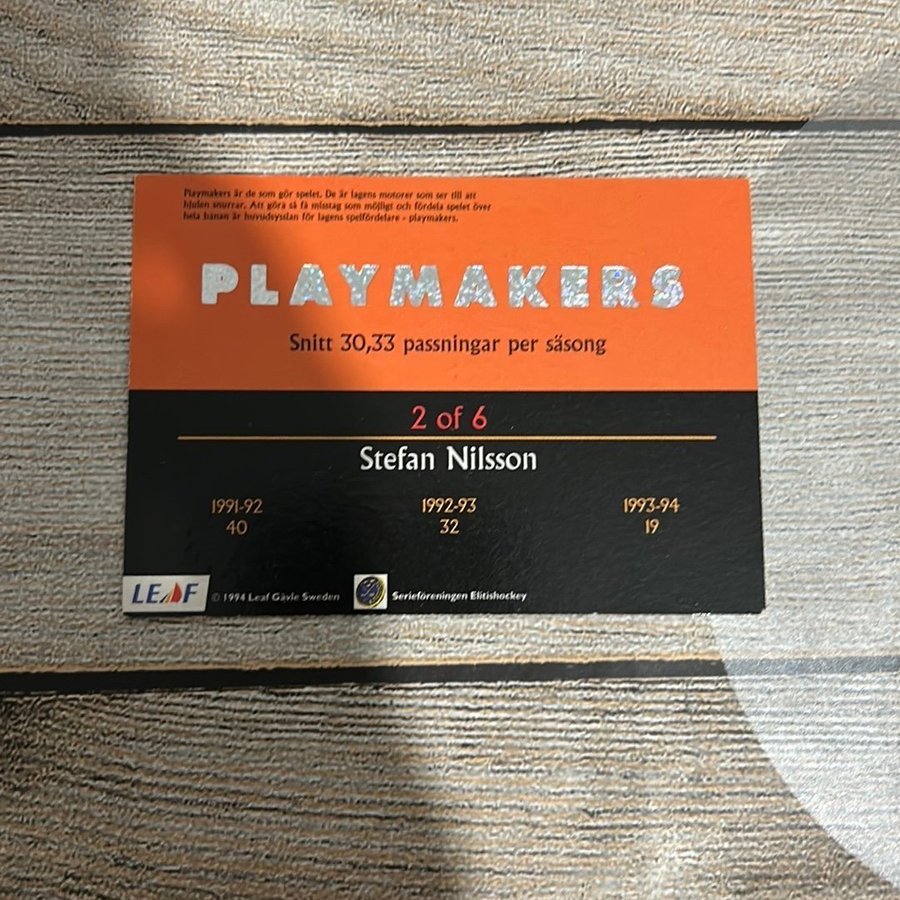 Playmakers är de som gör spelet. De är lagens motorer som ser till att
hjulen snurrar. Att göra så få misstag som möjligt och fördela spelet över
hela banan är huvudsysslan för lagens spelfördelare - playmakers.
PLAYMAKERS
Snitt 30,33 passningar per säsong
2 of 6
Stefan Nilsson
1991-92 1992-93 1993-94
40 32 19
LEAF © 1994 Leaf Gävle Sweden Serieföreningen Elitishockey